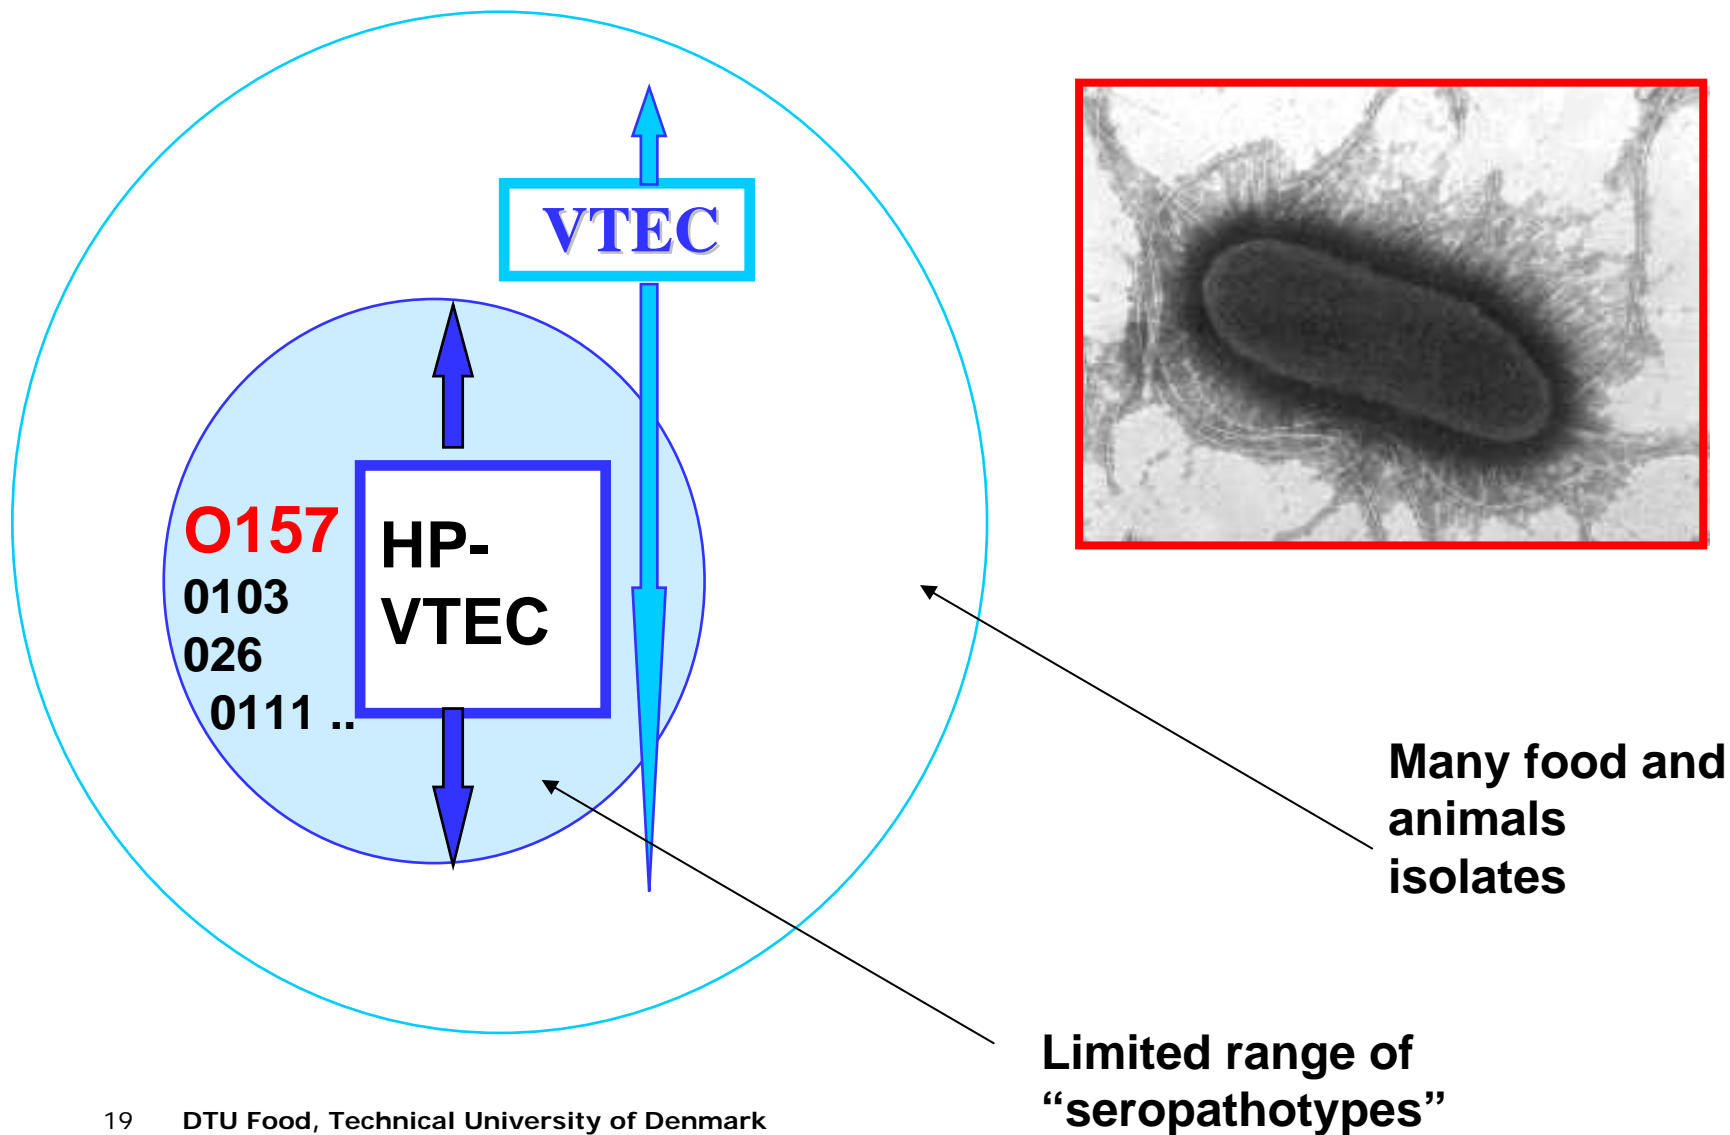 VTEC
O157
0103
026
0111 ..
HP-
VTEC
Many food and
animals
isolates
Limited range of
“seropathotypes”
19 DTU Food, Technical University of Denmark